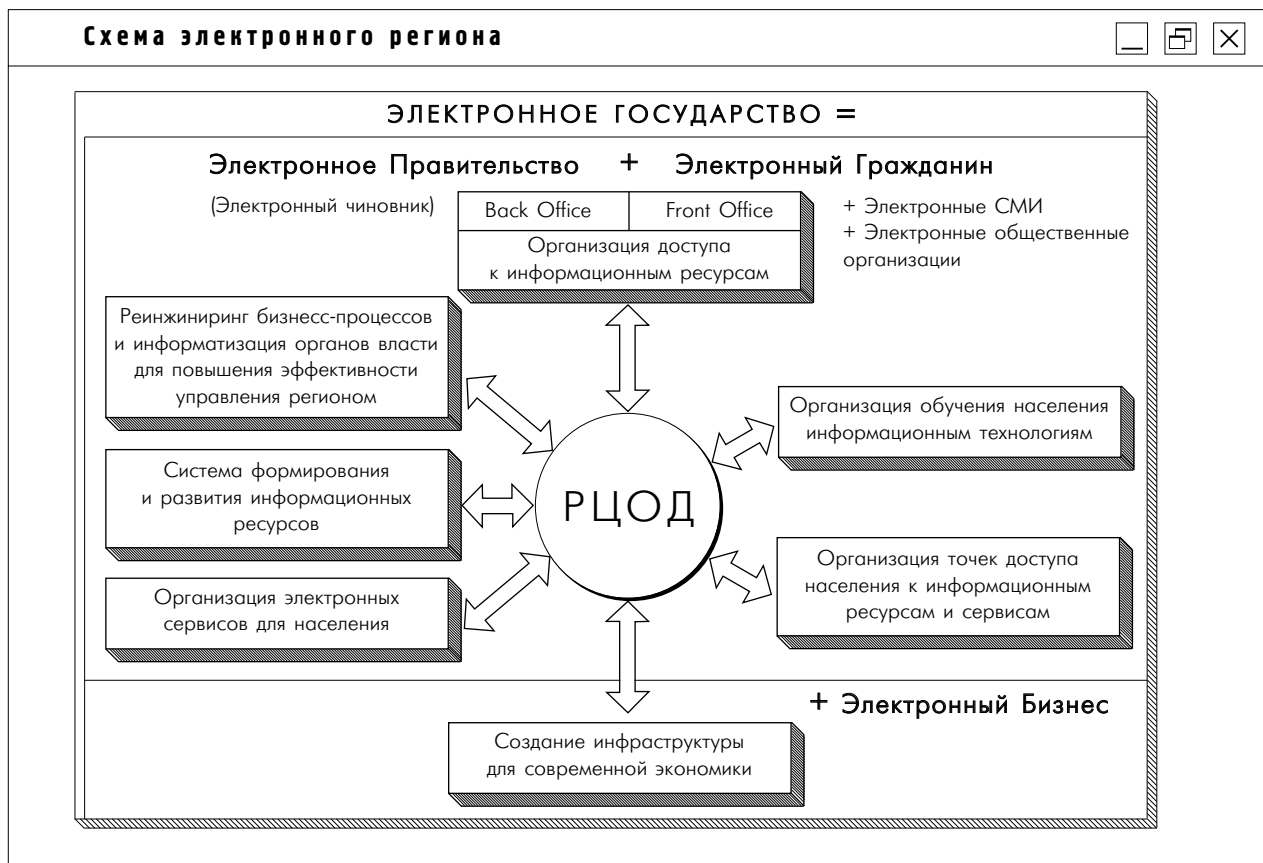 Схема электронного региона
ЭЛЕКТРОННОЕ ГОСУДАРСТВО =
Электронное Правительство + Электронный Гражданин
(Электронный чиновник)
Back Office
Front Office
Организация доступа
к информационным ресурсам
+ Электронные СМИ
+ Электронные общественные
организации
Реинжиниринг бизнесс-процессов
и информатизация органов власти
для повышения эффективности
управления регионом
Система формирования
и развития информационных
ресурсов
Организация электронных
сервисов для населения
РЦОД
Организация обучения населения
информационным технологиям
Организация точек доступа
населения к информационным
ресурсам и сервисам
+ Электронный Бизнес
Создание инфраструктуры
для современной экономики